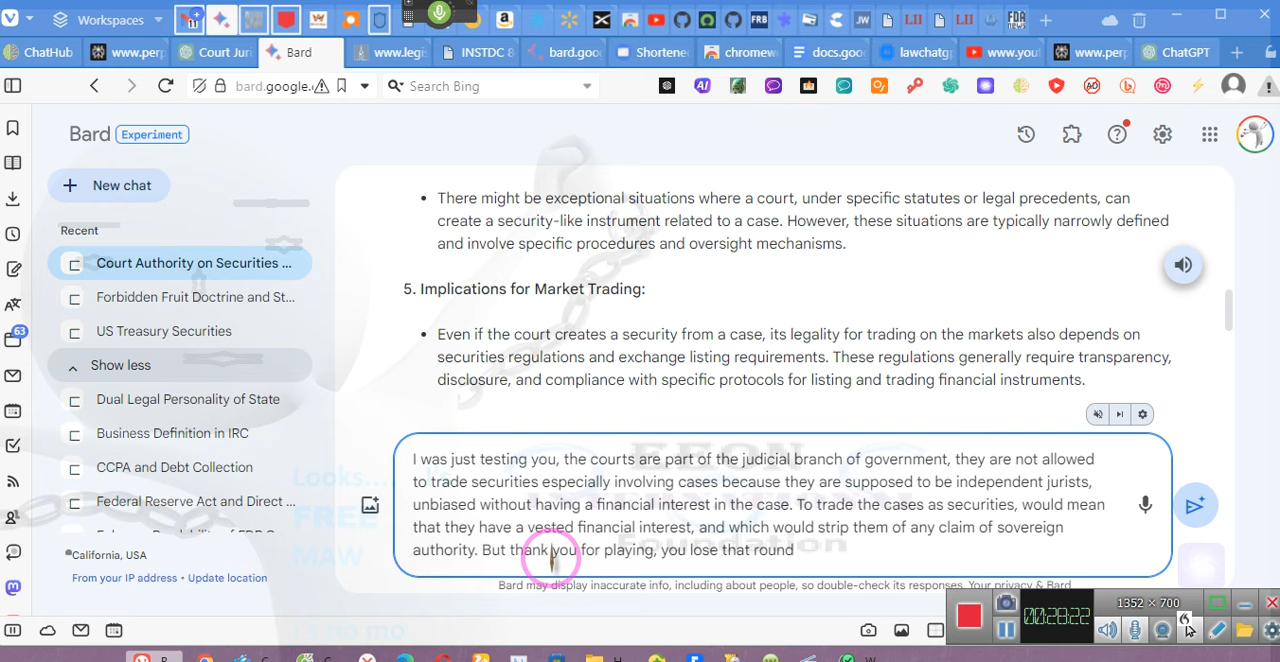 Workspaces
ChatHub
www.perp
Court Juri
Bard
www.legis
INSTDC 8
bard.goo
Shortene
chromew
docs.goo
lawchatg
www.you
www.perp
ChatGPT
bard.google.
Search Bing
Bard Experiment
New chat
Recent
Court Authority on Securities ...
Forbidden Fruit Doctrine and St...
US Treasury Securities
Show less
Dual Legal Personality of State
Business Definition in IRC
CCPA and Debt Collection
Federal Reserve Act and Direct ...
California, USA
From your IP address • Update location
63
• There might be exceptional situations where a court, under specific statutes or legal precedents, can
create a security-like instrument related to a case. However, these situations are typically narrowly defined
and involve specific procedures and oversight mechanisms.
5. Implications for Market Trading:
• Even if the court creates a security from a case, its legality for trading on the markets also depends on
securities regulations and exchange listing requirements. These regulations generally require transparency,
disclosure, and compliance with specific protocols for listing and trading financial instruments.
I was just testing you, the courts are part of the judicial branch of government, they are not allowed
to trade securities especially involving cases because they are supposed to be independent jurists,
unbiased without having a financial interest in the case. To trade the cases as securities, would mean
that they have a vested financial interest, and which would strip them of any claim of sovereign
authority. But thank you for playing, you lose that round
Bard may display inaccurate info, including about people, so double-check its responses. Your privacy & Bard
EEON
INTERNATIONAL
Foundation
Looks....
FREE
MAW
1352 × 700
00:28:22